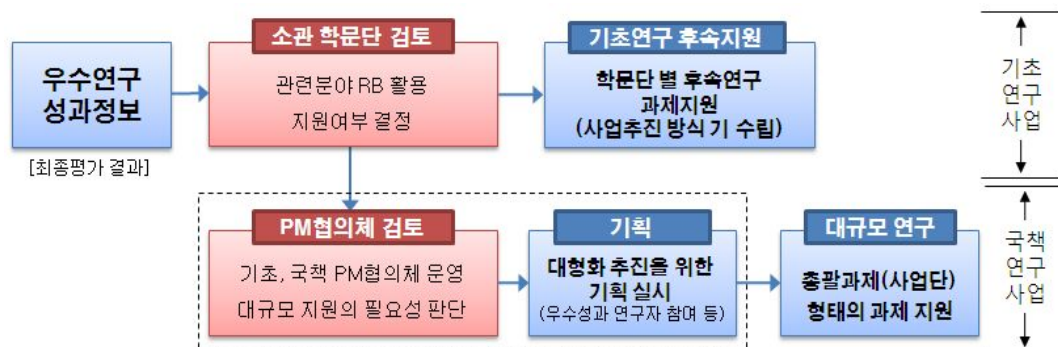 우수연구
성과정보
[최종평가 결과]
소관 학문단 검토
관련분야 RB 활용
지원여부 결정
기초연구 후속지원
학문단 별 후속연구
과제지원
(사업추진 방식 기 수립)
기초
연구
사업
PM협의체 검토
기초, 국책 PM협의체 운영
대규모 지원의 필요성 판단
기획
대형화 추진을 위한
기획 실시
(우수성과 연구자 참여 등)
대규모 연구
총괄과제(사업단)
형태의 과제 지원
국책
연구
사업